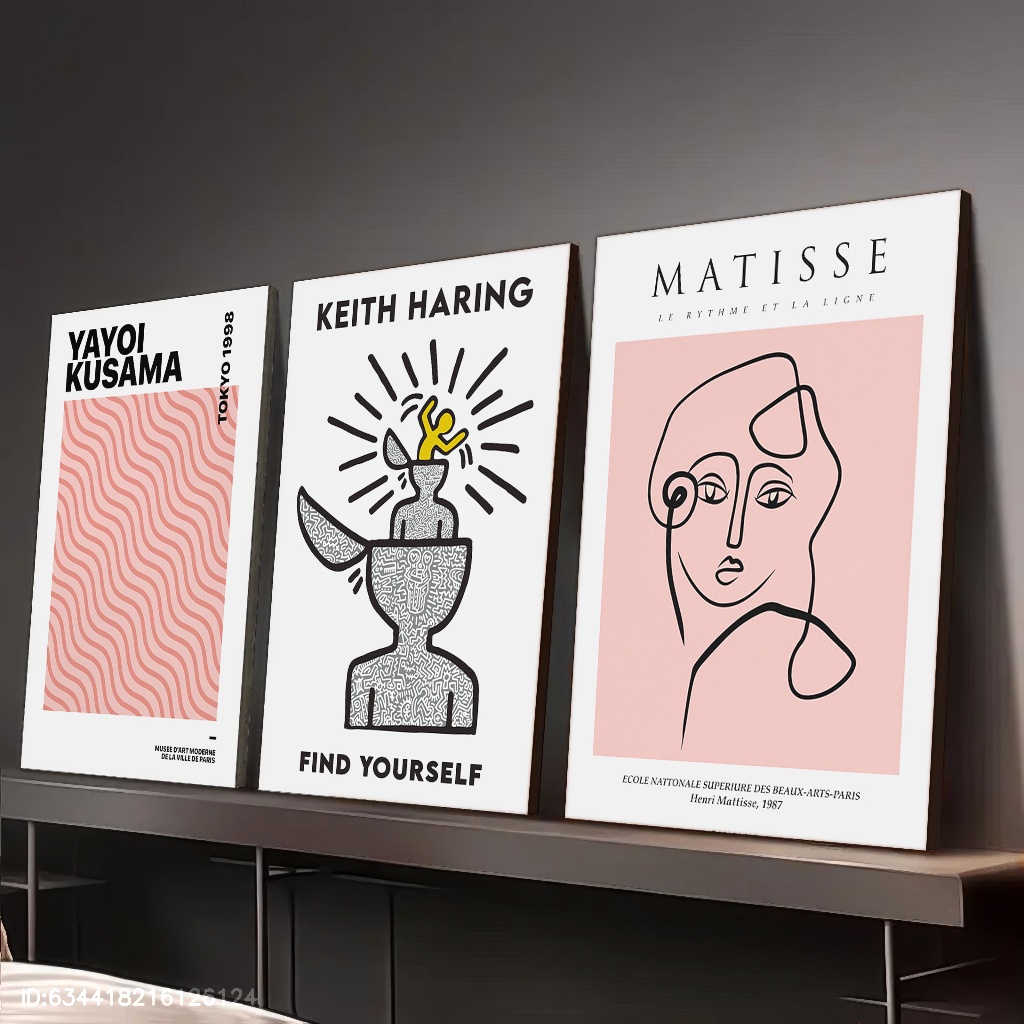 YAYOI
KUSAMA
TOKYO 1998
MUSEE D'ART MODERNE
DE LA VILLE DE PARIS
KEITH HARING
FIND YOURSELF
MATISSE
LE RYTHME ET LA LIGNE
ECOLE NATTONALE SUPERIURE DES BEAUX-ARTS-PARIS
Henri Mattisse, 1987
ID:634418216126124